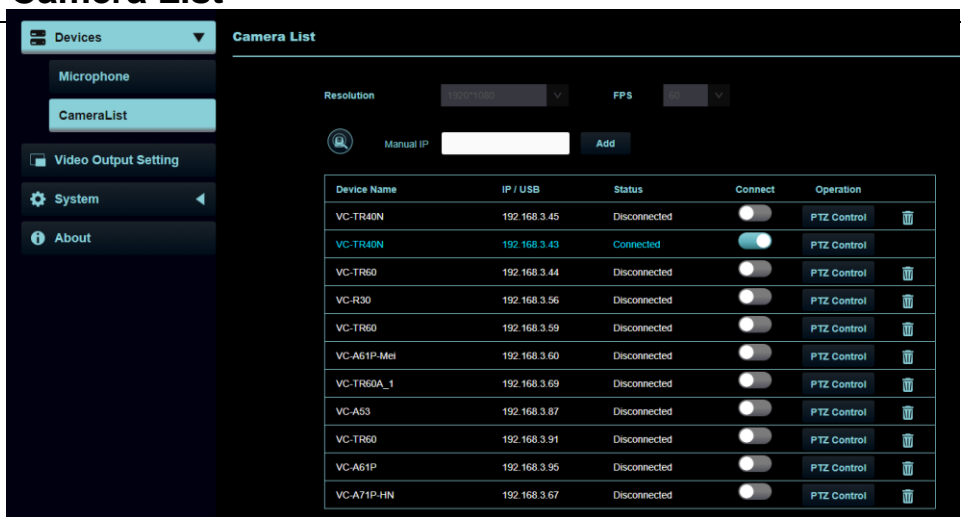 Camera List
Devices
Camera List
Microphone
Resolution 1920*1080 FPS 60
CameraList
Manual IP Add
Video Output Setting
System
About
Device Name IP / USB Status Connect Operation
VC-TR40N 192.168.3.45 Disconnected PTZ Control
VC-TR40N 192.168.3.43 Connected PTZ Control
VC-TR60 192.168.3.44 Disconnected PTZ Control
VC-R30 192.168.3.56 Disconnected PTZ Control
VC-TR60 192.168.3.59 Disconnected PTZ Control
VC-A61P-Mei 192.168.3.60 Disconnected PTZ Control
VC-TR60A_1 192.168.3.69 Disconnected PTZ Control
VC-A53 192.168.3.87 Disconnected PTZ Control
VC-TR60 192.168.3.91 Disconnected PTZ Control
VC-A61P 192.168.3.95 Disconnected PTZ Control
VC-A71P-HN 192.168.3.67 Disconnected PTZ Control